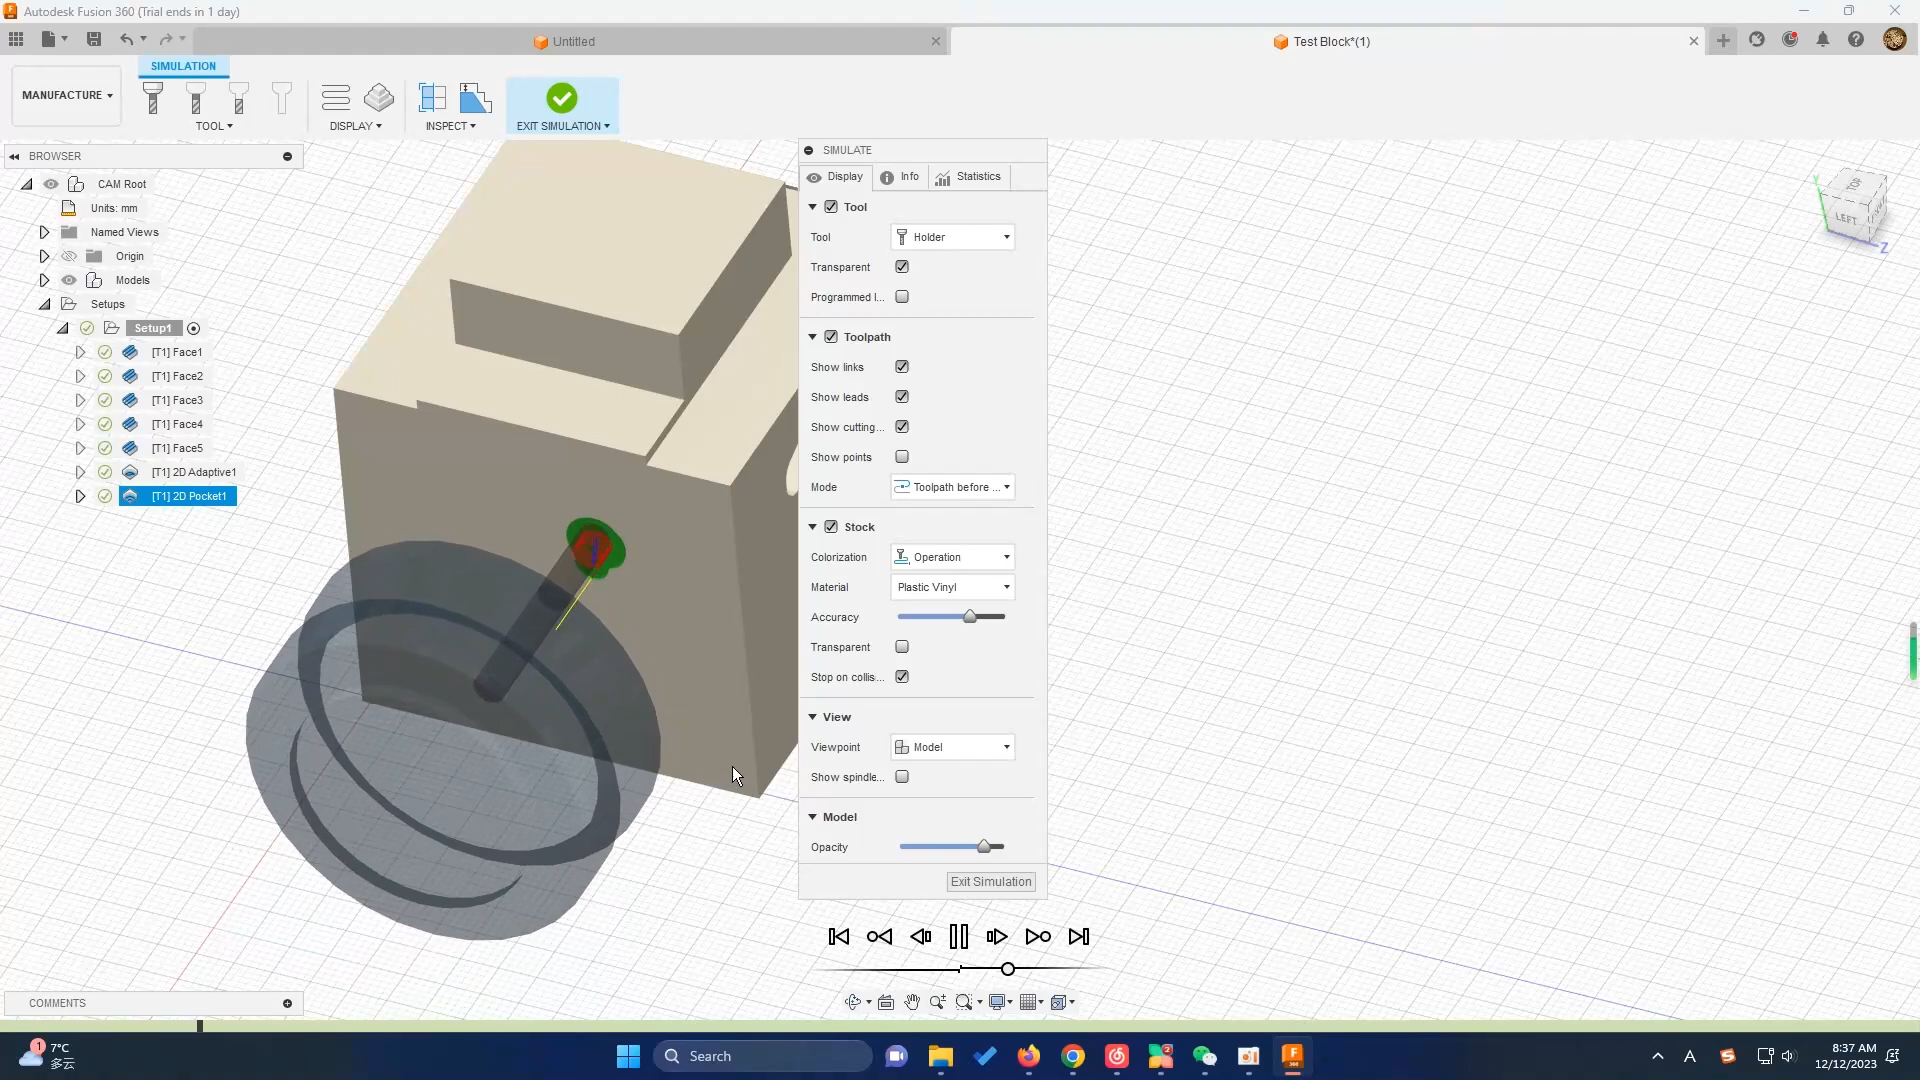 Autodesk Fusion 360 (Trial ends in 1 day)
Untitled
Test Block*(1)
SIMULATION
MANUFACTURE
TOOL
DISPLAY
INSPECT
EXIT SIMULATION
BROWSER
CAM Root
Units: mm
Named Views
Origin
Models
Setups
Setup1
[T1] Face1
[T1] Face2
[T1] Face3
[T1] Face4
[T1] Face5
[T1] 2D Adaptive1
[T1] 2D Pocket1
SIMULATE
Display Info Statistics
Tool
Tool Holder
Transparent
Programmed l...
Toolpath
Show links
Show leads
Show cutting...
Show points
Mode Toolpath before ...
Stock
Colorization Operation
Material Plastic Vinyl
Accuracy
Transparent
Stop on collis...
View
Viewpoint Model
Show spindle...
Model
Opacity
Exit Simulation
TOP
LEFT
Y
Z
COMMENTS
1
7°C
多云
Search
2
F
360
A
8:37 AM
12/12/2023